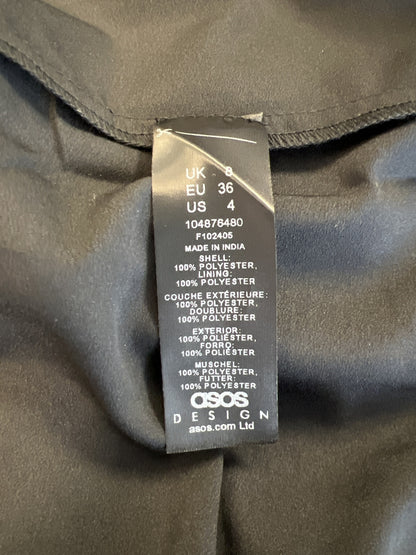 UK 8
EU 36
US 4
104876480
F102405
MADE IN INDIA
SHELL:
100% POLYESTER,
LINING:
100% POLYESTER
COUCHE EXTÉRIEURE:
100% POLYESTER,
DOUBLURE:
100% POLYESTER
EXTERIOR:
100% POLIÉSTER,
FORRO:
100% POLIÉSTER
MUSCHEL:
100% POLYESTER,
FUTTER:
100% POLYESTER
asos
DESIGN
asos.com Ltd